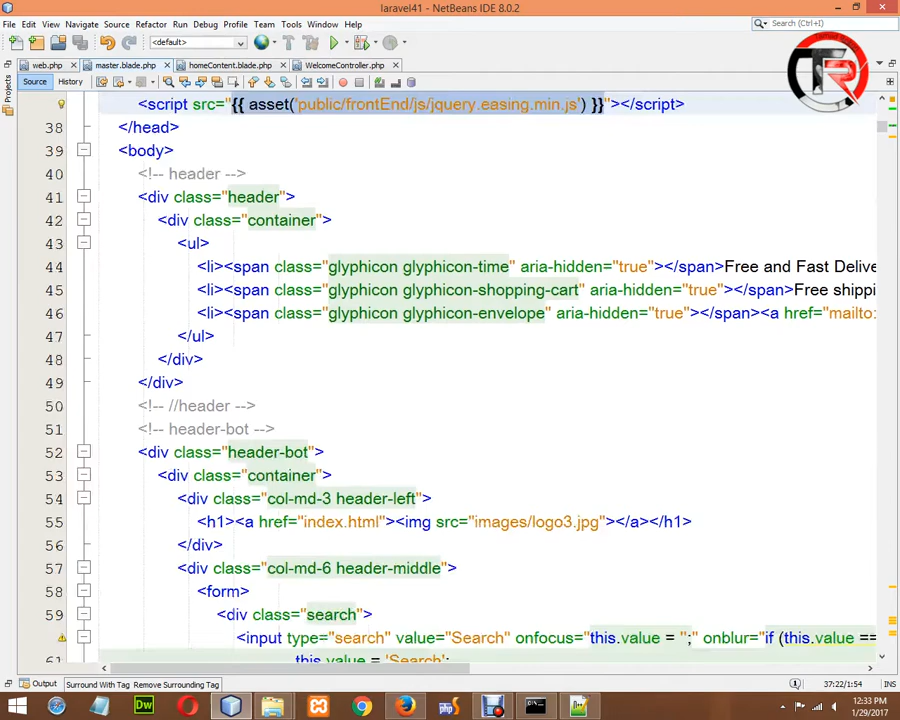 laravel41 - NetBeans IDE 8.0.2
File Edit View Navigate Source Refactor Run Debug Profile Team Tools Window Help
<default>
Search (Ctrl+I)
web.php master.blade.php homeContent.blade.php WelcomeController.php
Source History
Projects
<script src="{{ asset('public/frontEnd/js/jquery.easing.min.js') }}"></script>
38 </head>
39 <body>
40 <!-- header -->
41 <div class="header">
42 <div class="container">
43 <ul>
44 <li><span class="glyphicon glyphicon-time" aria-hidden="true"></span>Free and Fast Delive
45 <li><span class="glyphicon glyphicon-shopping-cart" aria-hidden="true"></span>Free shippi
46 <li><span class="glyphicon glyphicon-envelope" aria-hidden="true"></span><a href="mailto:
47 </ul>
48 </div>
49 </div>
50 <!-- //header -->
51 <!-- header-bot -->
52 <div class="header-bot">
53 <div class="container">
54 <div class="col-md-3 header-left">
55 <h1><a href="index.html"><img src="images/logo3.jpg"></a></h1>
56 </div>
57 <div class="col-md-6 header-middle">
58 <form>
59 <div class="search">
<input type="search" value="Search" onfocus="this.value = '';" onblur="if (this.value ==
61 this.value = 'Search';
Output Surround With Tag Remove Surrounding Tag
37:22/1:54 INS
12:33 PM
1/29/2017